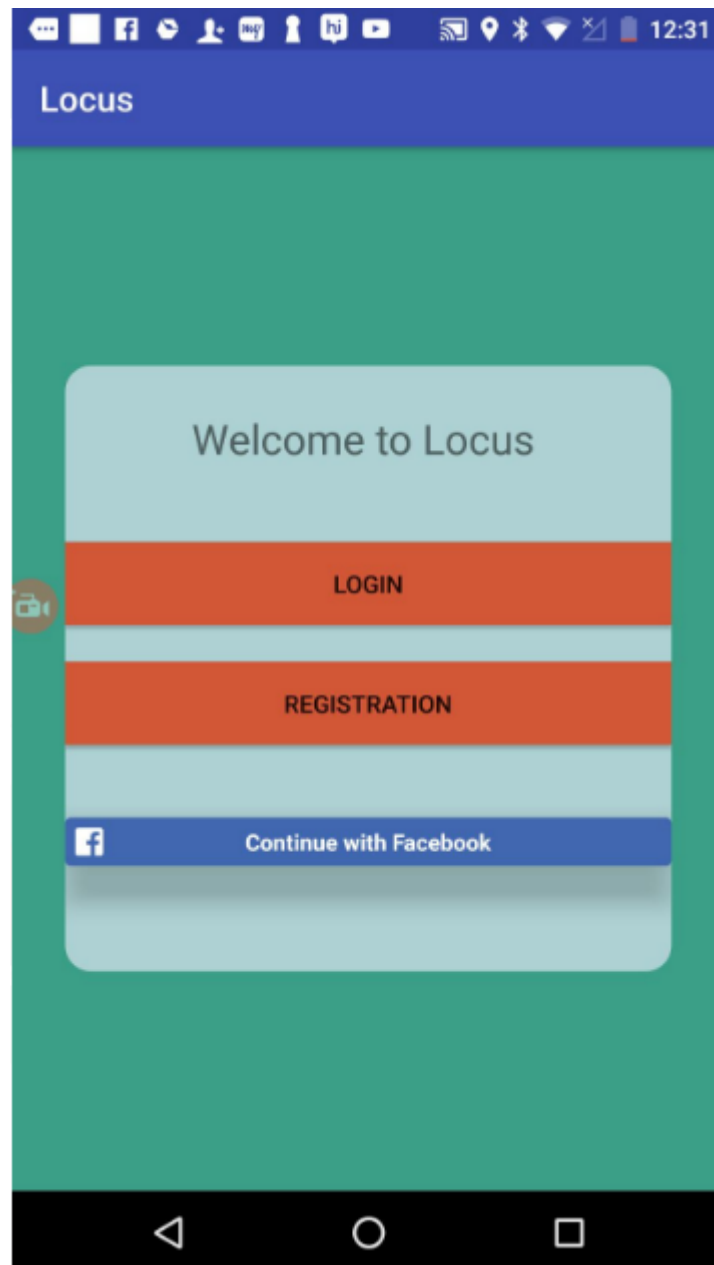 12:31
Locus
Welcome to Locus
LOGIN
REGISTRATION
Continue with Facebook